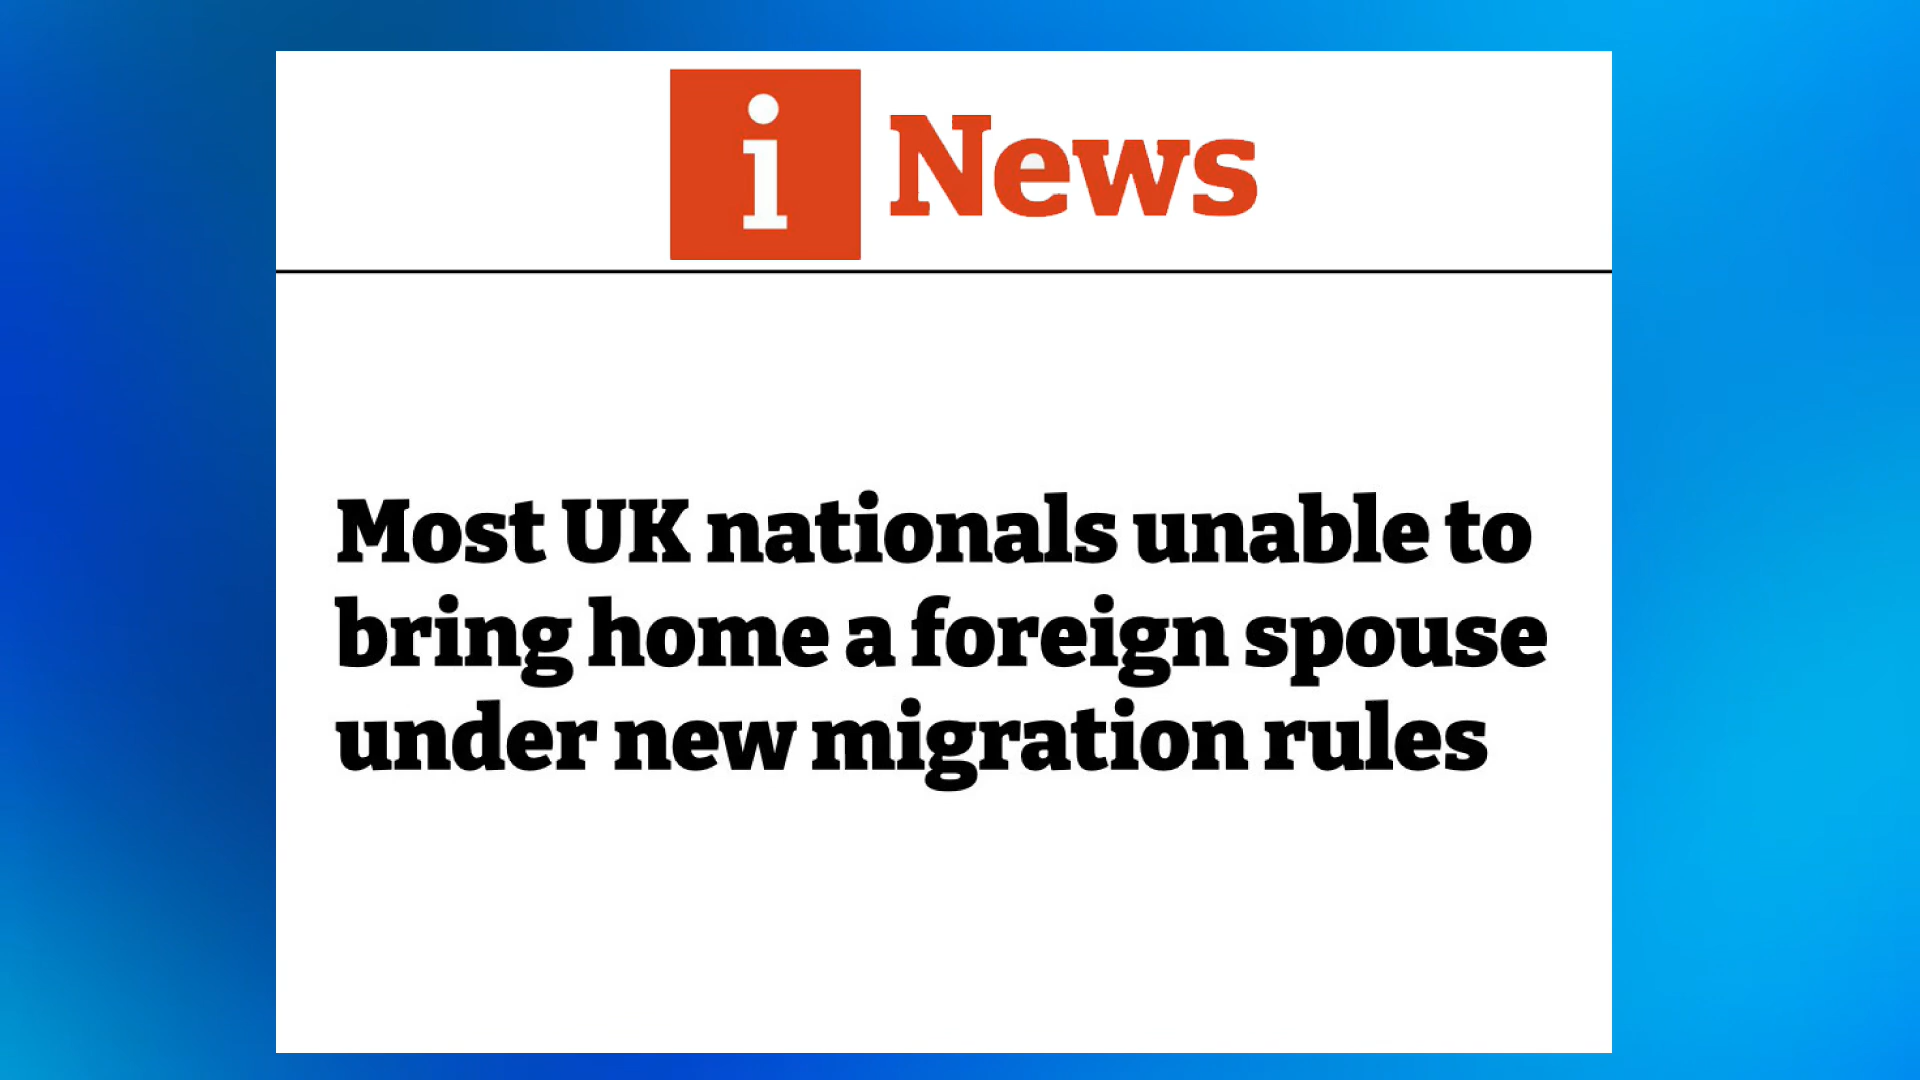 i News
Most UK nationals unable to
bring home a foreign spouse
under new migration rules